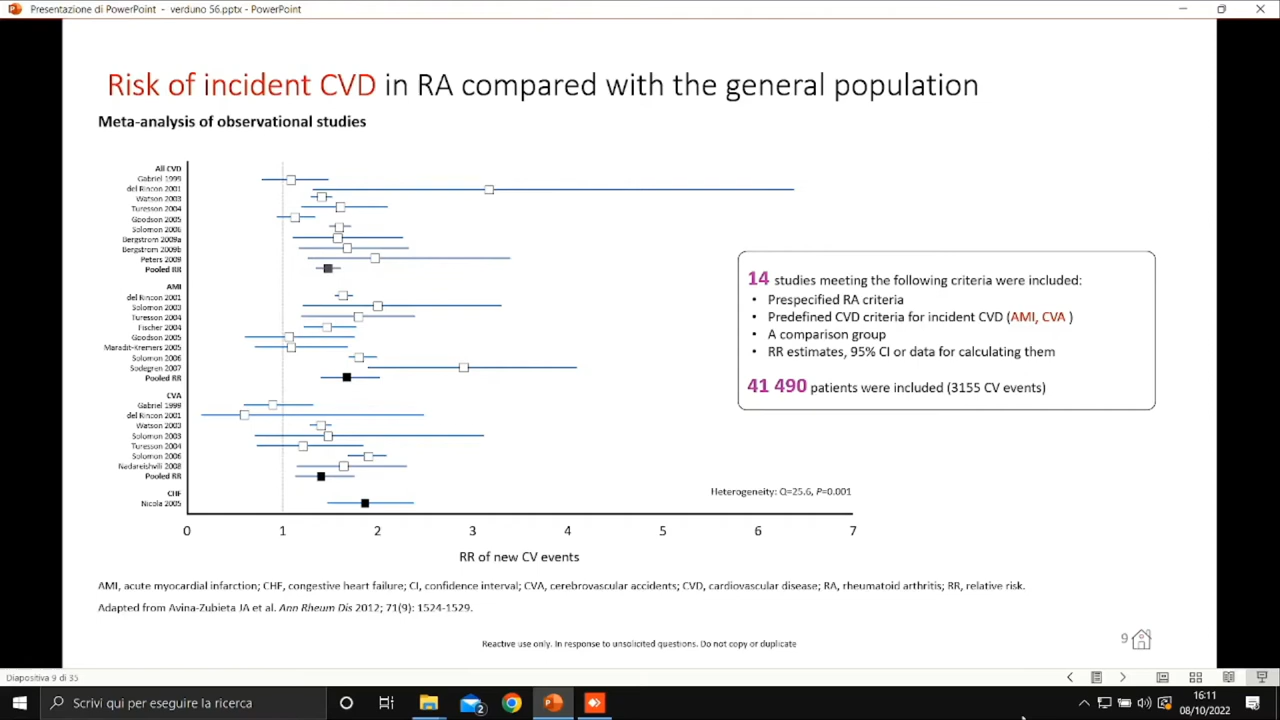 Presentazione di PowerPoint - verduno 56.pptx - PowerPoint
Risk of incident CVD in RA compared with the general population
Meta-analysis of observational studies
All CVD
Gabriel 1999
del Rincon 2001
Watson 2003
Turesson 2004
Goodson 2005
Solomon 2006
Bergstrom 2009a
Bergstrom 2009b
Peters 2009
Pooled RR
AMI
del Rincon 2001
Solomon 2003
Turesson 2004
Fischer 2004
Goodson 2005
Maradit-Kremers 2005
Solomon 2006
Sodegren 2007
Pooled RR
CVA
Gabriel 1999
del Rincon 2001
Watson 2003
Solomon 2003
Turesson 2004
Solomon 2006
Nadareishvili 2008
Pooled RR
CHF
Nicola 2005
0 1 2 3 4 5 6 7
RR of new CV events
Heterogeneity: Q=25.6, P=0.001
14 studies meeting the following criteria were included:
• Prespecified RA criteria
• Predefined CVD criteria for incident CVD (AMI, CVA )
• A comparison group
• RR estimates, 95% CI or data for calculating them
41 490 patients were included (3155 CV events)
AMI, acute myocardial infarction; CHF, congestive heart failure; CI, confidence interval; CVA, cerebrovascular accidents; CVD, cardiovascular disease; RA, rheumatoid arthritis; RR, relative risk.
Adapted from Avina-Zubieta JA et al. Ann Rheum Dis 2012; 71(9): 1524-1529.
Reactive use only. In response to unsolicited questions. Do not copy or duplicate
9
Diapositiva 9 di 35
Scrivi qui per eseguire la ricerca
2
16:11
08/10/2022